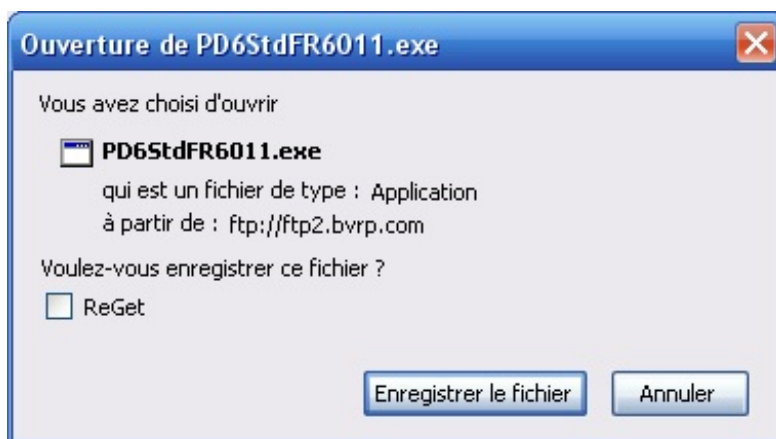 Ouverture de PD6StdFR6011.exe
Vous avez choisi d'ouvrir
PD6StdFR6011.exe
qui est un fichier de type : Application
à partir de : ftp://ftp2.bvrp.com
Voulez-vous enregistrer ce fichier ?
ReGet
Enregistrer le fichier Annuler